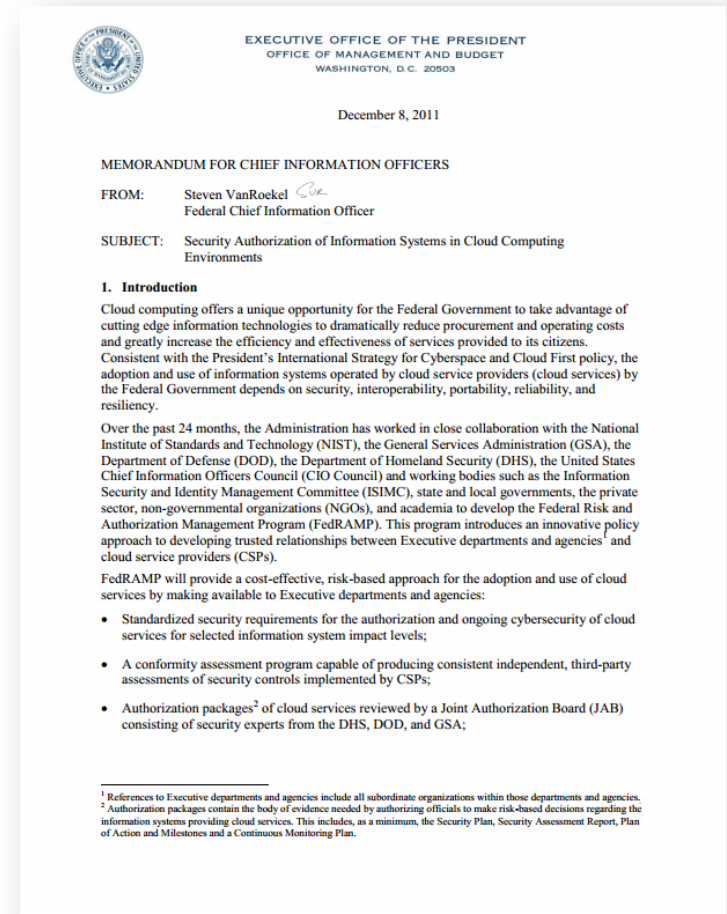 EXECUTIVE OFFICE OF THE PRESIDENT
OFFICE OF MANAGEMENT AND BUDGET
WASHINGTON, D.C. 20503
December 8, 2011
MEMORANDUM FOR CHIEF INFORMATION OFFICERS
FROM: Steven VanRoekel
Federal Chief Information Officer
SUBJECT: Security Authorization of Information Systems in Cloud Computing
Environments
1. Introduction
Cloud computing offers a unique opportunity for the Federal Government to take advantage of
cutting edge information technologies to dramatically reduce procurement and operating costs
and greatly increase the efficiency and effectiveness of services provided to its citizens.
Consistent with the President's International Strategy for Cyberspace and Cloud First policy, the
adoption and use of information systems operated by cloud service providers (cloud services) by
the Federal Government depends on security, interoperability, portability, reliability, and
resiliency.
Over the past 24 months, the Administration has worked in close collaboration with the National
Institute of Standards and Technology (NIST), the General Services Administration (GSA), the
Department of Defense (DOD), the Department of Homeland Security (DHS), the United States
Chief Information Officers Council (CIO Council) and working bodies such as the Information
Security and Identity Management Committee (ISIMC), state and local governments, the private
sector, non-governmental organizations (NGOs), and academia to develop the Federal Risk and
Authorization Management Program (FedRAMP). This program introduces an innovative policy
approach to developing trusted relationships between Executive departments and agencies¹ and
cloud service providers (CSPs).
FedRAMP will provide a cost-effective, risk-based approach for the adoption and use of cloud
services by making available to Executive departments and agencies:
• Standardized security requirements for the authorization and ongoing cybersecurity of cloud
services for selected information system impact levels;
• A conformity assessment program capable of producing consistent independent, third-party
assessments of security controls implemented by CSPs;
• Authorization packages² of cloud services reviewed by a Joint Authorization Board (JAB)
consisting of security experts from the DHS, DOD, and GSA;
¹ References to Executive departments and agencies include all subordinate organizations within those departments and agencies.
² Authorization packages contain the body of evidence needed by authorizing officials to make risk-based decisions regarding the
information systems providing cloud services. This includes, as a minimum, the Security Plan, Security Assessment Report, Plan
of Action and Milestones and a Continuous Monitoring Plan.